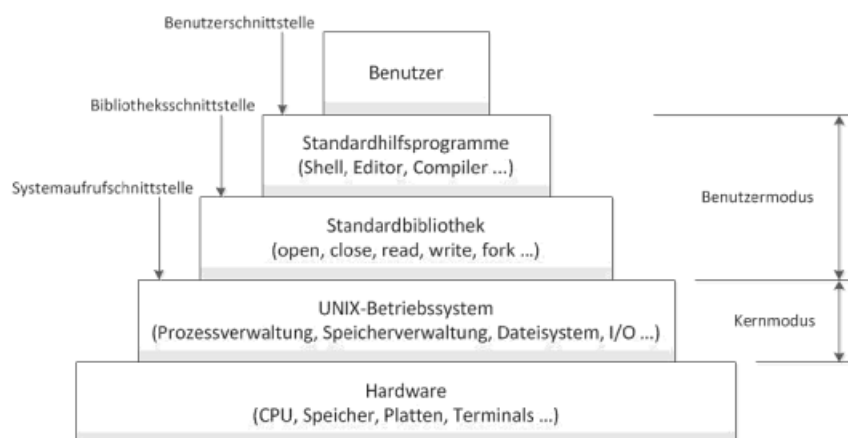 Benutzerschnittstelle
Benutzer
Bibliotheksschnittstelle
Standardhilfsprogramme
(Shell, Editor, Compiler ...)
Systemaufrufschnittstelle
Benutzermodus
Standardbibliothek
(open, close, read, write, fork ...)
UNIX-Betriebssystem
(Prozessverwaltung, Speicherverwaltung, Dateisystem, I/O ...)
Kernmodus
Hardware
(CPU, Speicher, Platten, Terminals ...)